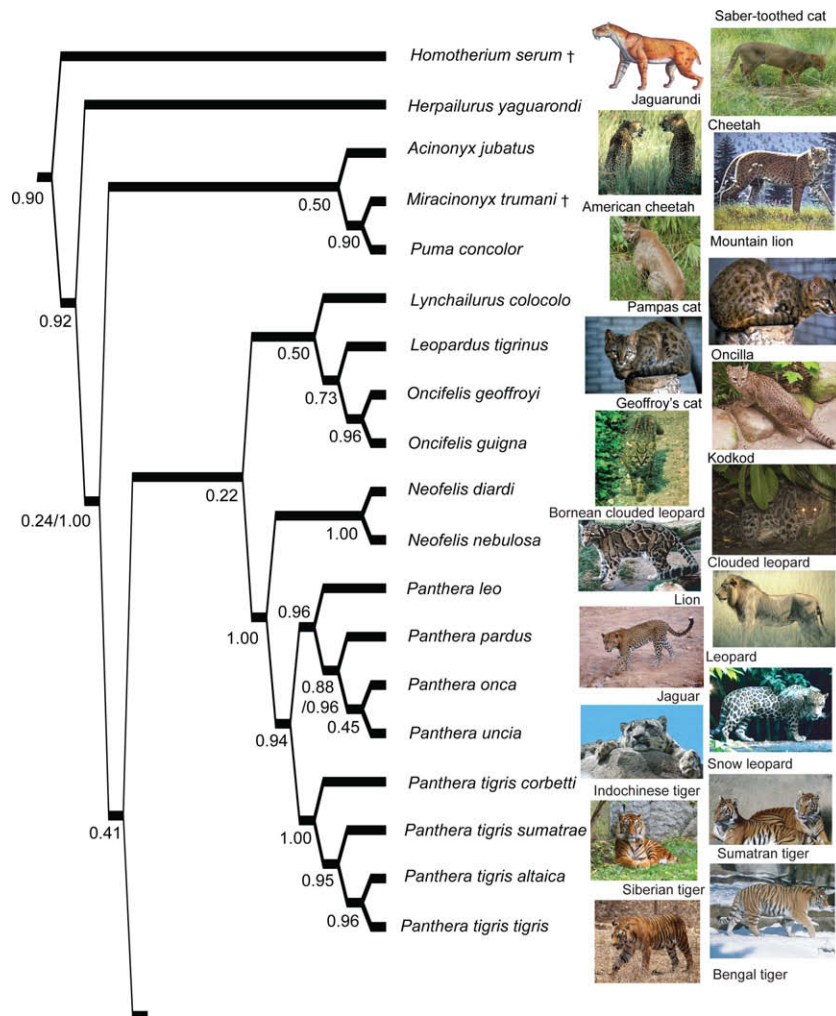 Saber-toothed cat
Homotherium serum †
Jaguarundi
Herpailurus yaguarondi
Cheetah
Acinonyx jubatus
0.90
0.50
Miracinonyx trumani †
American cheetah
0.90
Puma concolor
Mountain lion
Lynchailurus colocolo
Pampas cat
0.92
0.50
Leopardus tigrinus
Oncilla
0.73
Oncifelis geoffroyi
Geoffroy's cat
0.96
Oncifelis guigna
Kodkod
0.22
Neofelis diardi
0.24/1.00
Bornean clouded leopard
1.00
Neofelis nebulosa
Clouded leopard
Panthera leo
Lion
0.96
1.00
Panthera pardus
Leopard
0.88
/0.96
Panthera onca
Jaguar
0.45
0.94
Panthera uncia
Snow leopard
Panthera tigris corbetti
Indochinese tiger
0.41
1.00
Panthera tigris sumatrae
Sumatran tiger
0.95
Panthera tigris altaica
Siberian tiger
0.96
Panthera tigris tigris
Bengal tiger